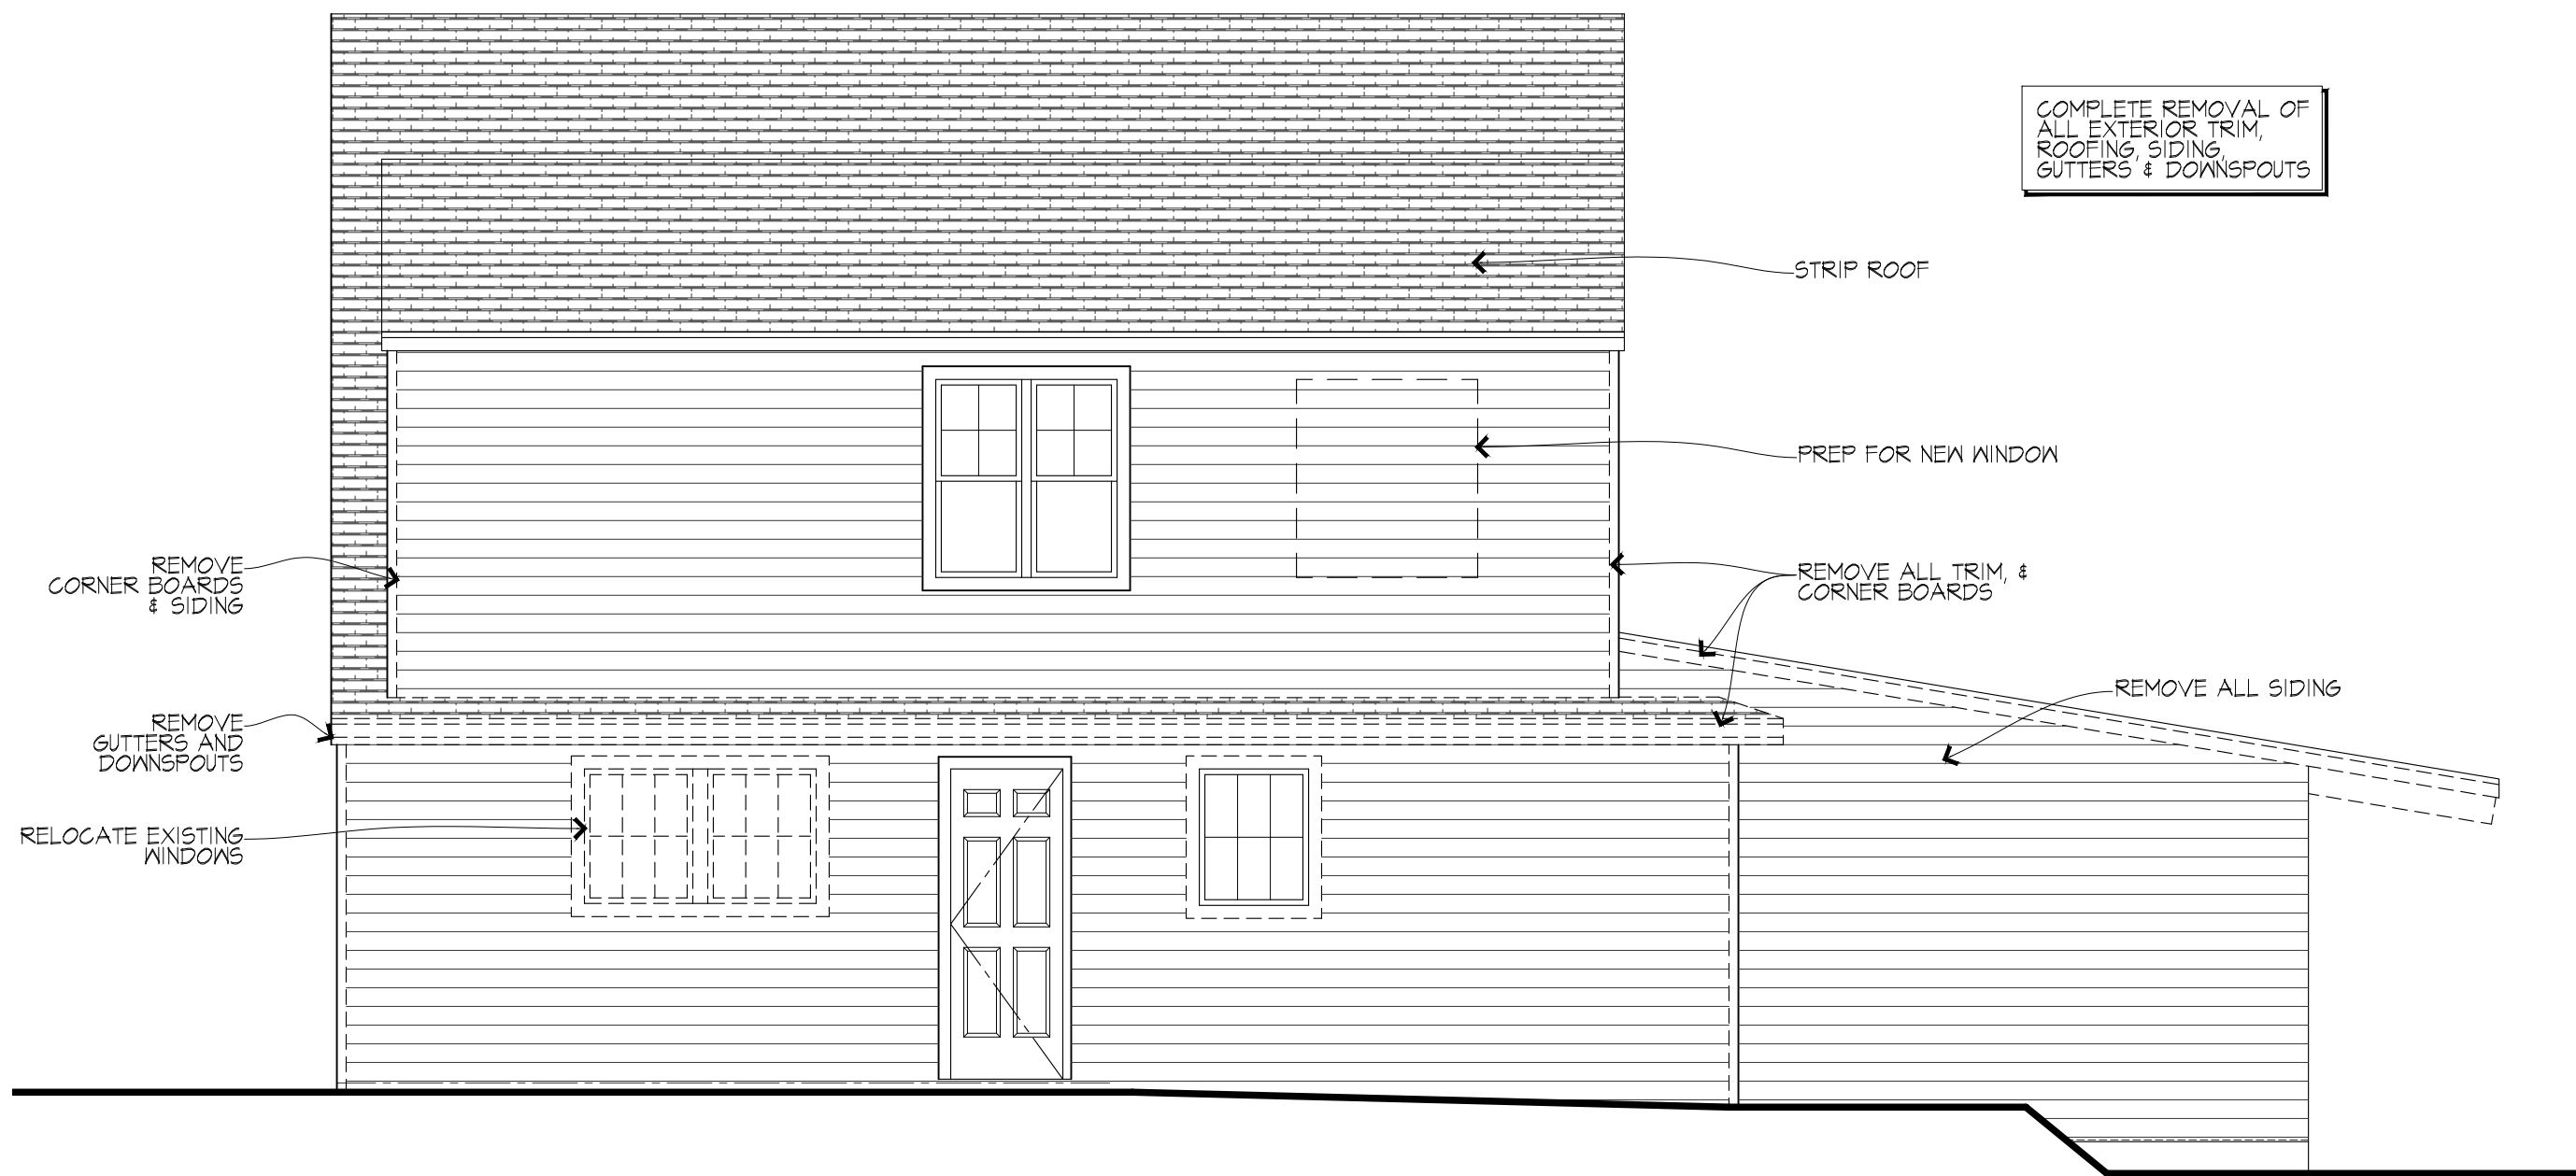 COMPLETE REMOVAL OF
ALL EXTERIOR TRIM,
ROOFING, SIDING,
GUTTERS & DOWNSPOUTS
STRIP ROOF
PREP FOR NEW WINDOW
REMOVE
CORNER BOARDS
& SIDING
REMOVE ALL TRIM, &
CORNER BOARDS
REMOVE ALL SIDING
REMOVE
GUTTERS AND
DOWNSPOUTS
RELOCATE EXISTING
WINDOWS